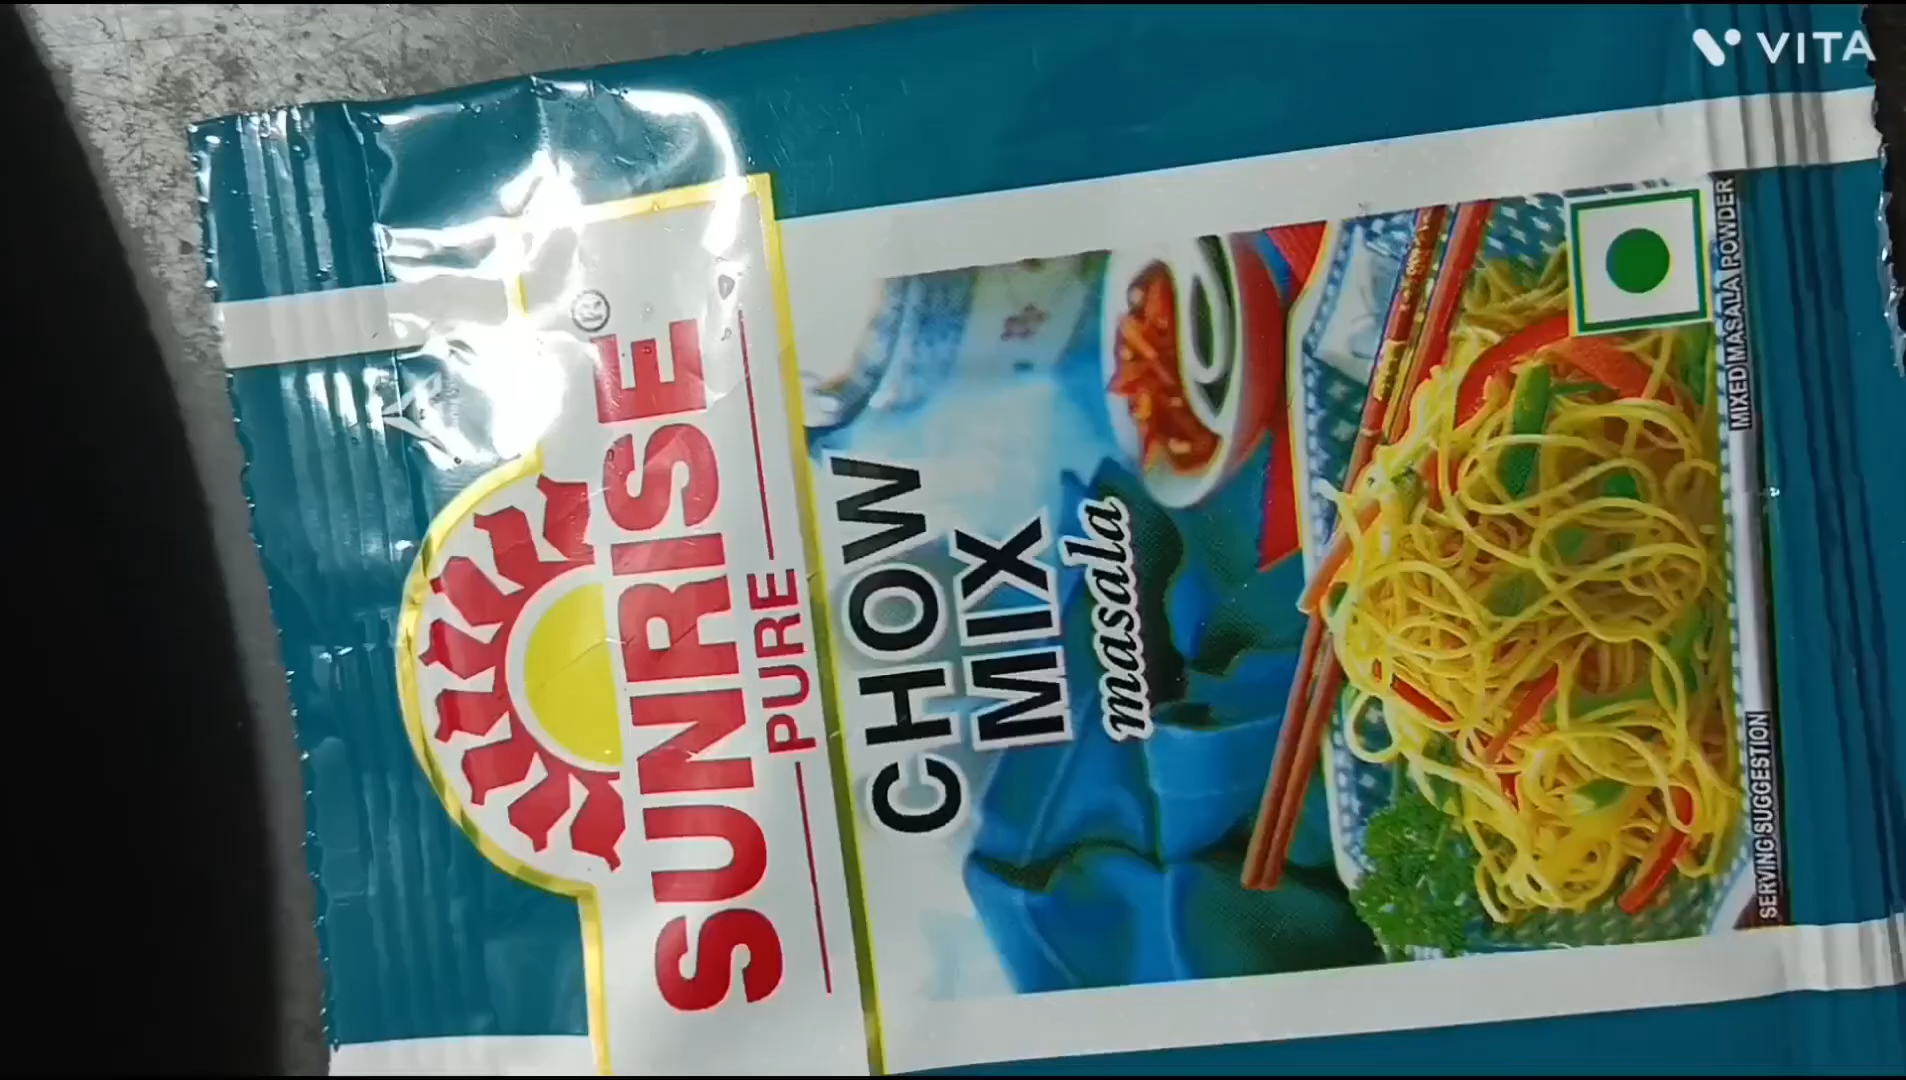 VITA
SUNRISE®
PURE
CHOW
MIX
masala
MIXED MASALA POWDER
SERVING SUGGESTION